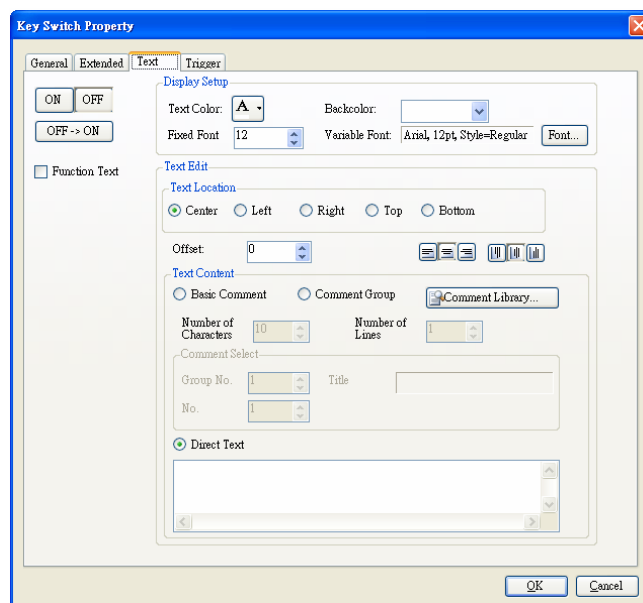 Key Switch Property
General Extended Text Trigger
ON OFF
OFF -> ON
Function Text
Display Setup
Text Color: A Backcolor:
Fixed Font 12 Variable Font: Arial, 12pt, Style=Regular Font...
Text Edit
Text Location
Center Left Right Top Bottom
Offset: 0
Text Content
Basic Comment Comment Group Comment Library...
Number of Characters 10 Number of Lines 1
Comment Select
Group No. 1 Title
No. 1
Direct Text
OK Cancel